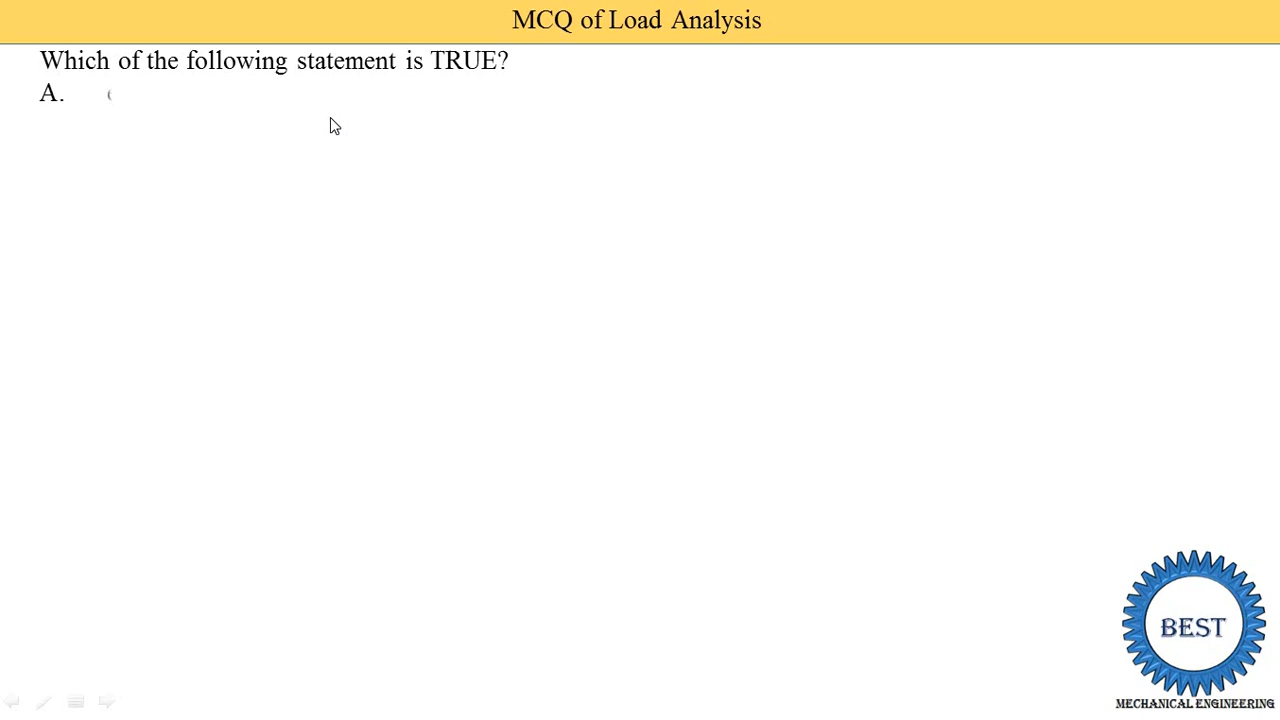 MCQ of Load Analysis
Which of the following statement is TRUE?
A.
BEST
MECHANICAL ENGINEERING